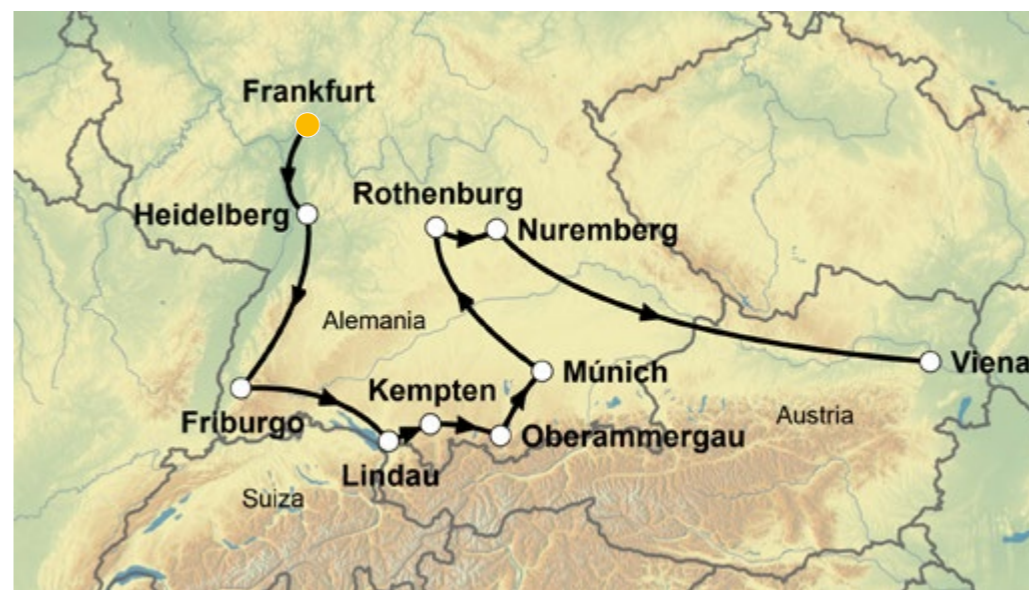 Frankfurt
Rothenburg
Heidelberg
Nuremberg
Alemania
Viena
Múnich
Kempten
Friburgo
Austria
Oberammergau
Lindau
Suiza